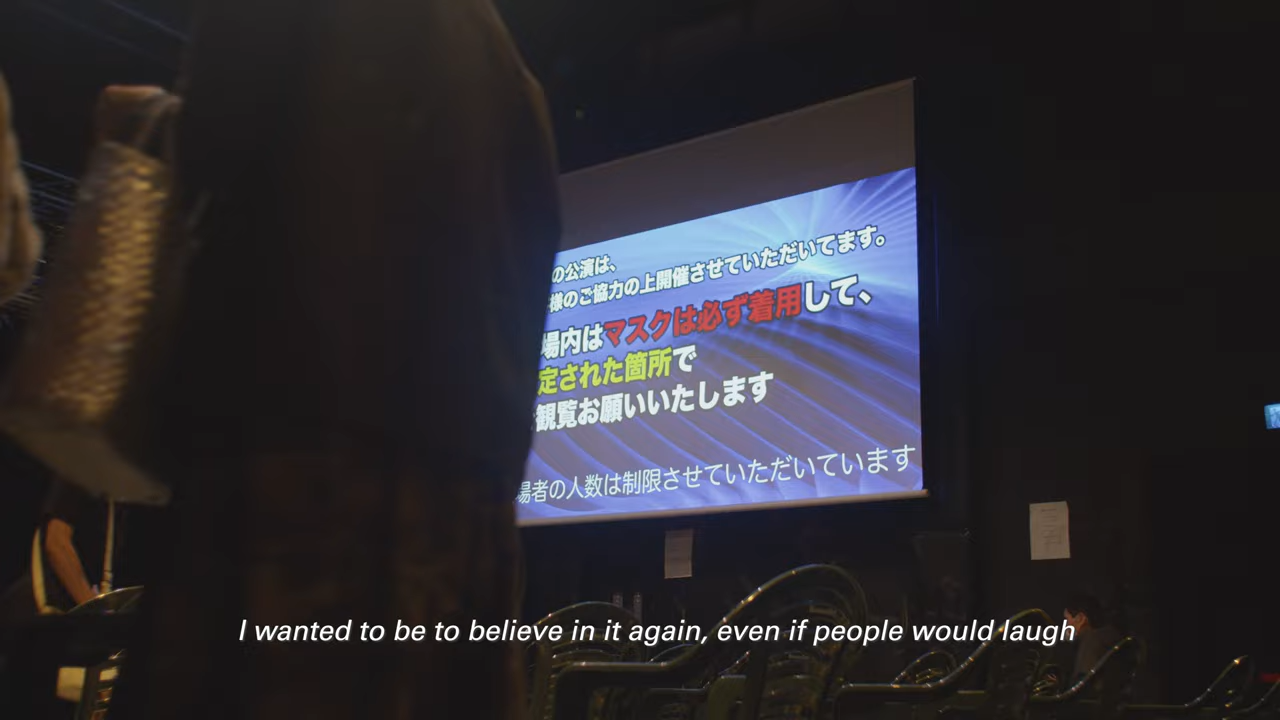 の公演は、
様のご協力の上開催させていただいてます。
場内はマスクは必ず着用して、
定された箇所で
観覧お願いいたします
場者の人数は制限させていただいています
I wanted to be to believe in it again, even if people would laugh